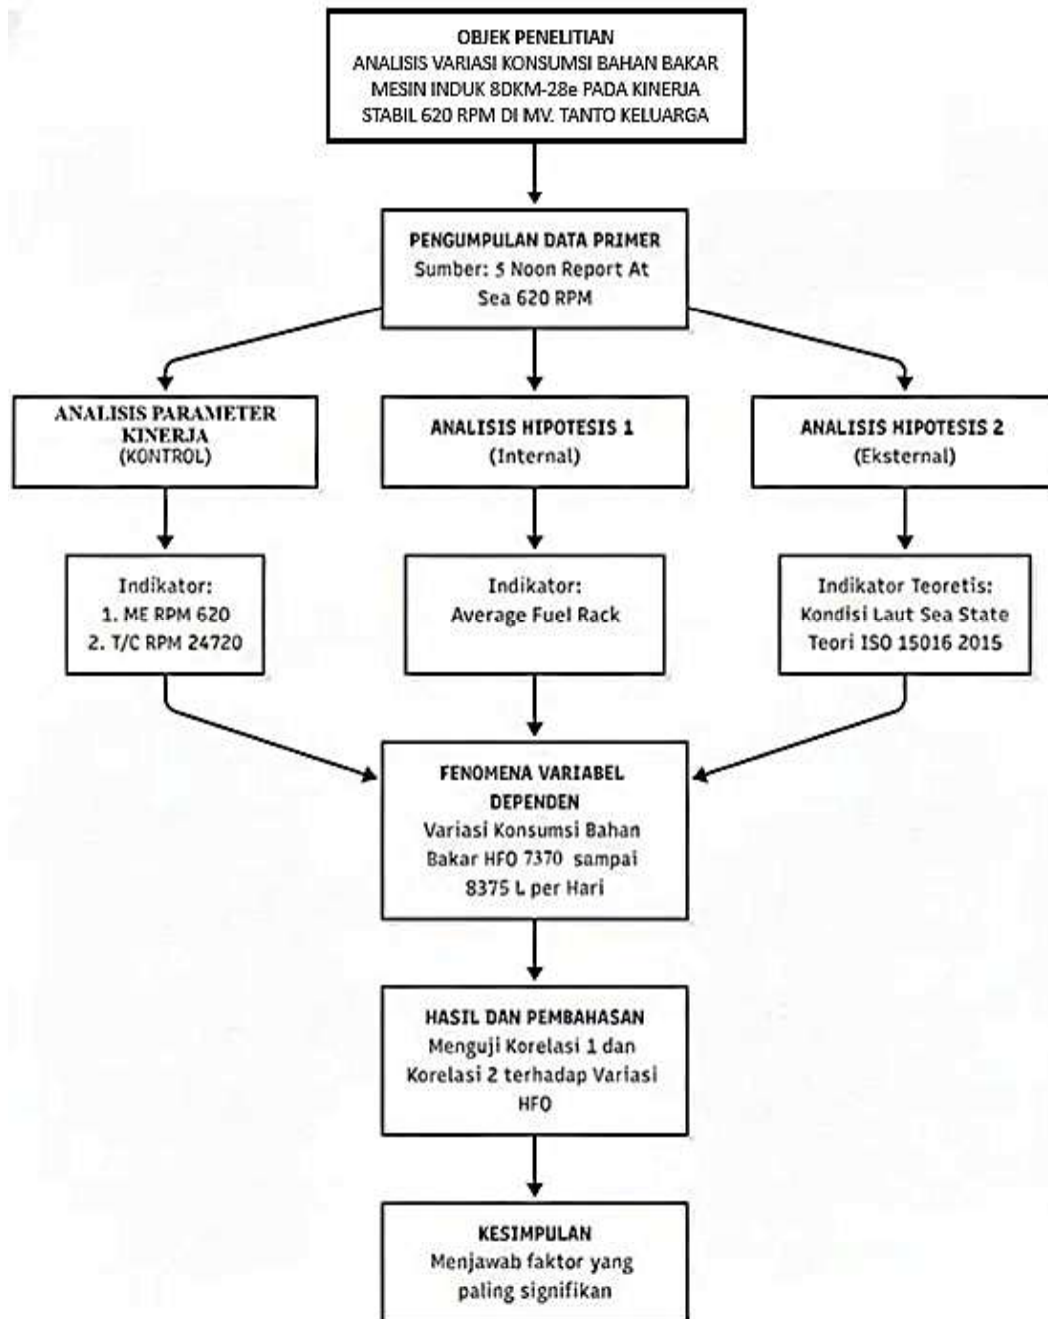 OBJEK PENELITIAN
ANALISIS VARIASI KONSUMSI BAHAN BAKAR
MESIN INDUK 8DKM-28e PADA KINERJA
STABIL 620 RPM DI MV. TANTO KELUARGA
PENGUMPULAN DATA PRIMER
Sumber: 5 Noon Report At
Sea 620 RPM
ANALISIS PARAMETER
KINERJA
(KONTROL)
ANALISIS HIPOTESIS 1
(Internal)
ANALISIS HIPOTESIS 2
(Eksternal)
Indikator:
1. ME RPM 620
2. T/C RPM 24720
Indikator:
Average Fuel Rack
Indikator Teoretis:
Kondisi Laut Sea State
Teori ISO 15016 2015
FENOMENA VARIABEL
DEPENDEN
Variasi Konsumsi Bahan
Bakar HFO 7370 sampai
8375 L per Hari
HASIL DAN PEMBAHASAN
Menguji Korelasi 1 dan
Korelasi 2 terhadap Variasi
HFO
KESIMPULAN
Menjawab faktor yang
paling signifikan